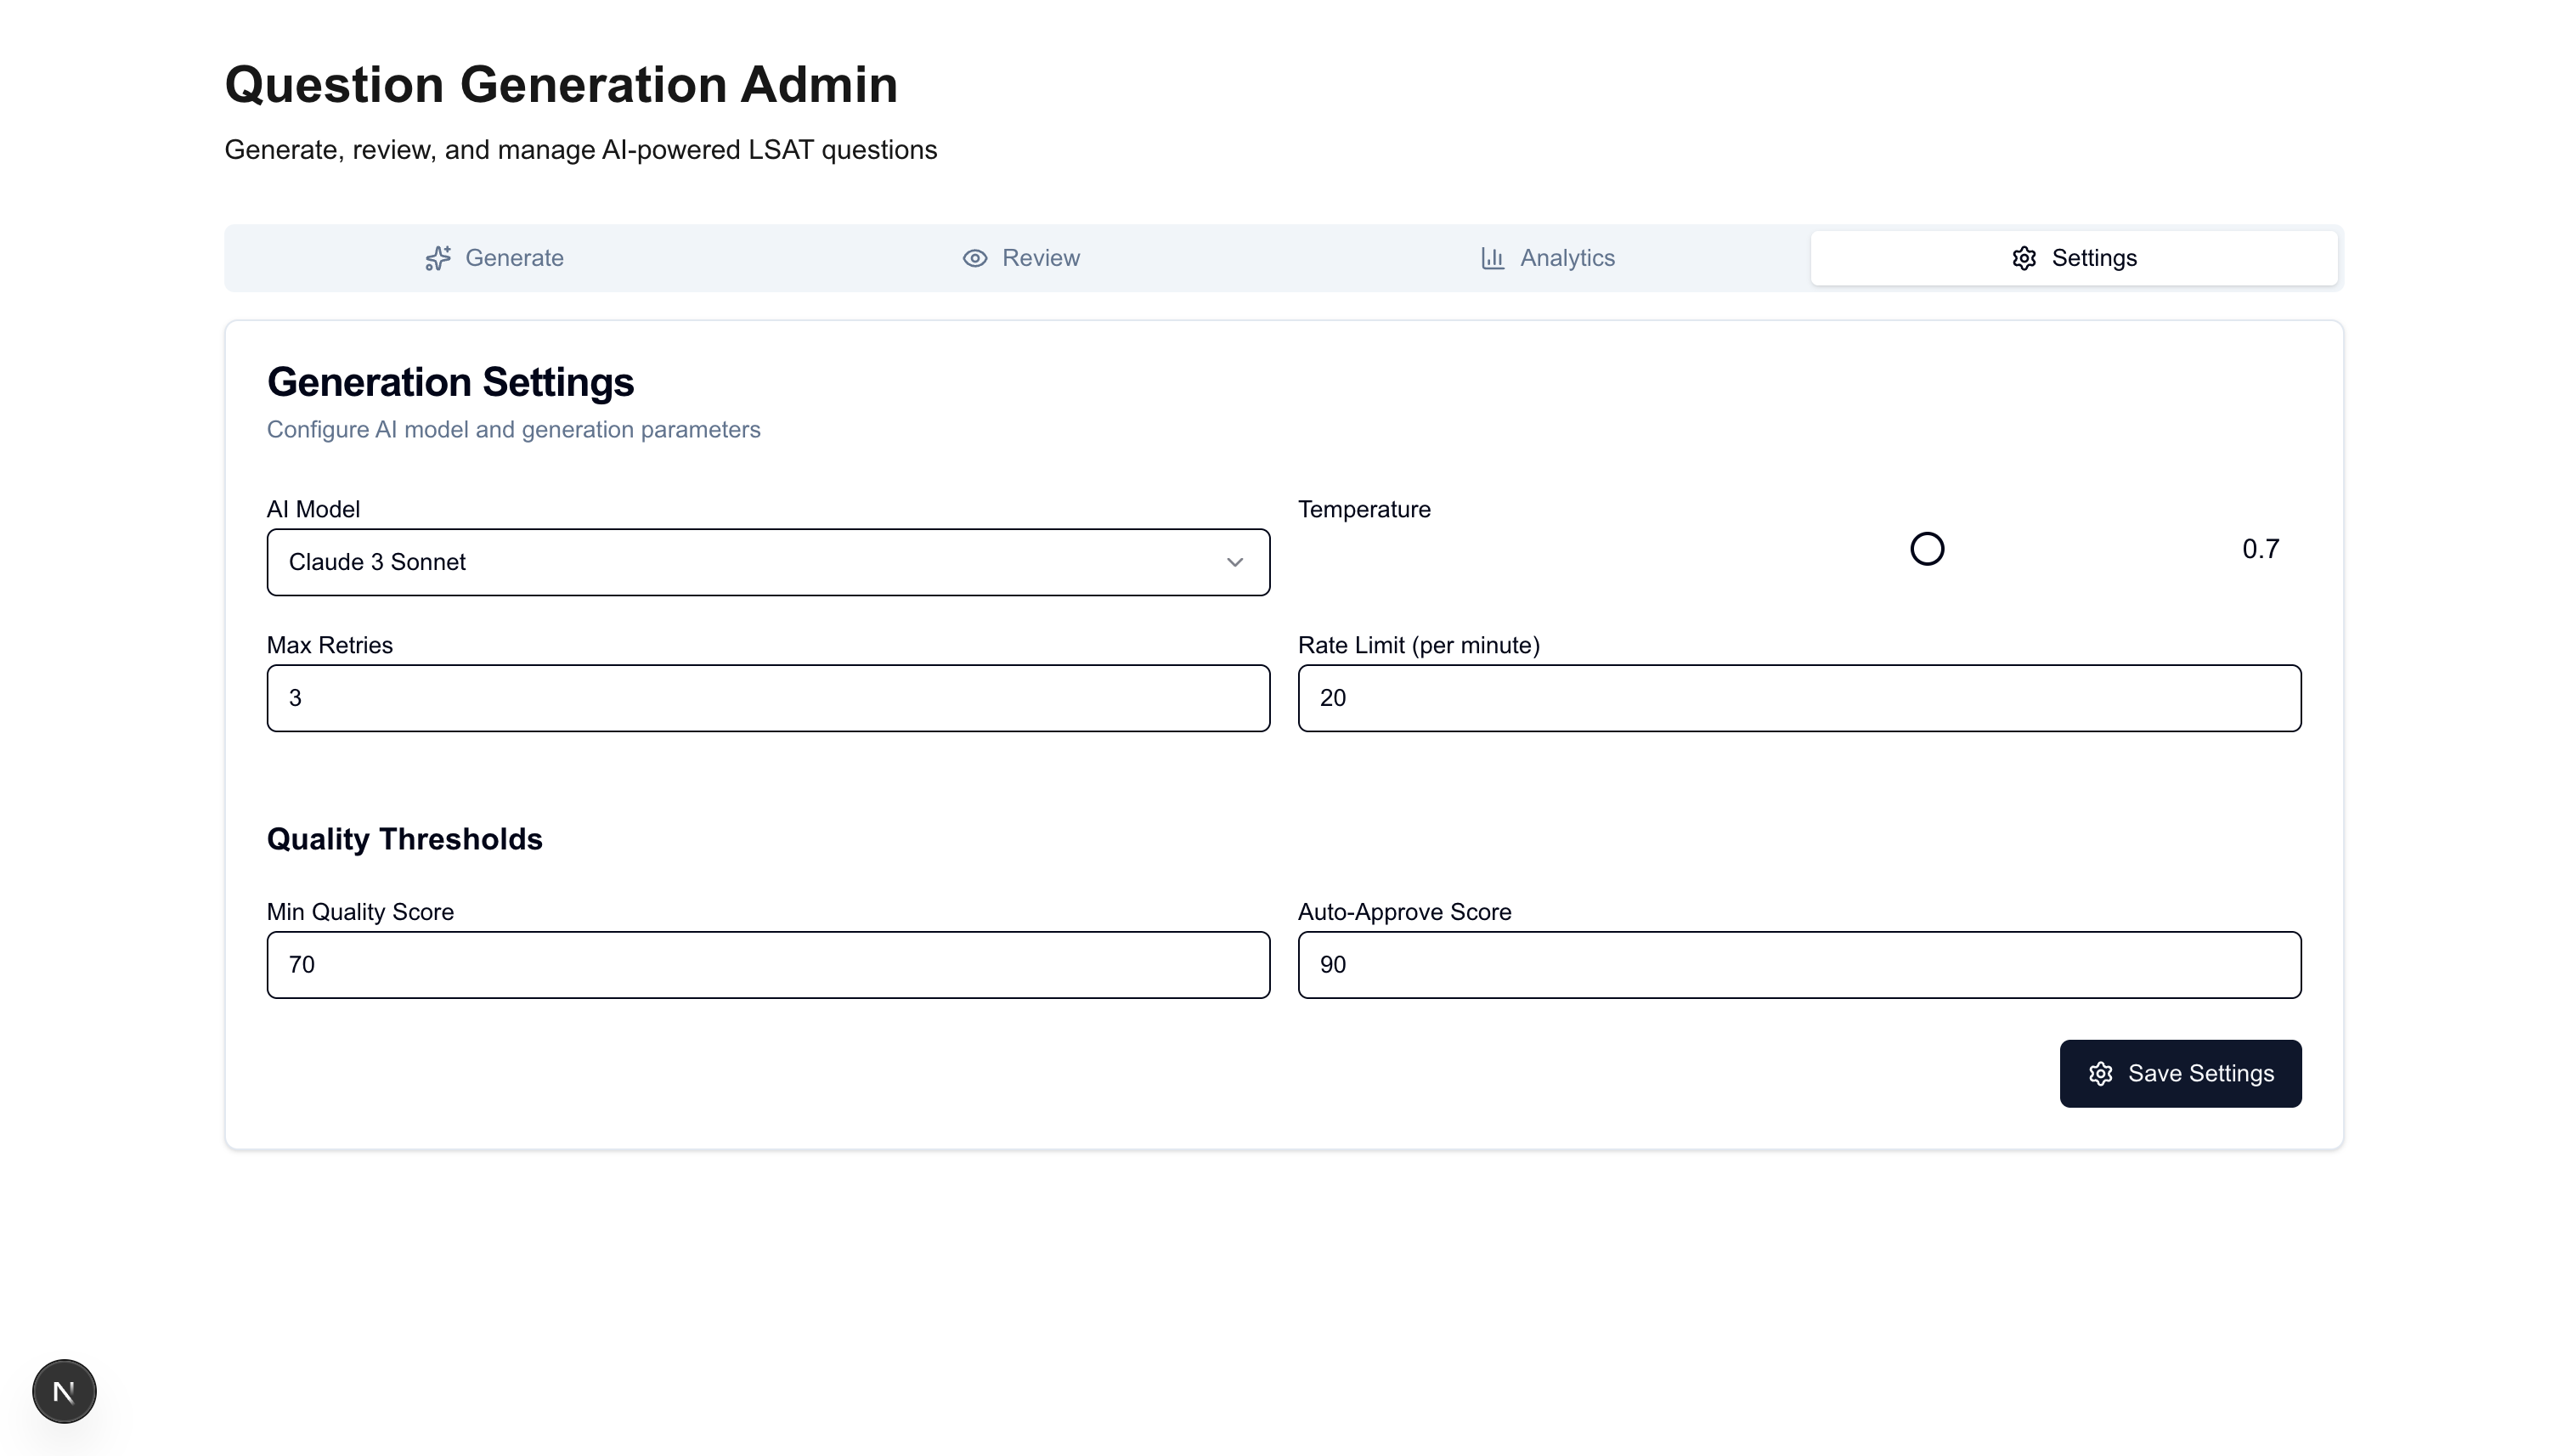 Question Generation Admin
Generate, review, and manage AI-powered LSAT questions
Generate
Review
Analytics
Settings
Generation Settings
Configure AI model and generation parameters
AI Model
Claude 3 Sonnet
Temperature
0.7
Max Retries
3
Rate Limit (per minute)
20
Quality Thresholds
Min Quality Score
70
Auto-Approve Score
90
Save Settings
N